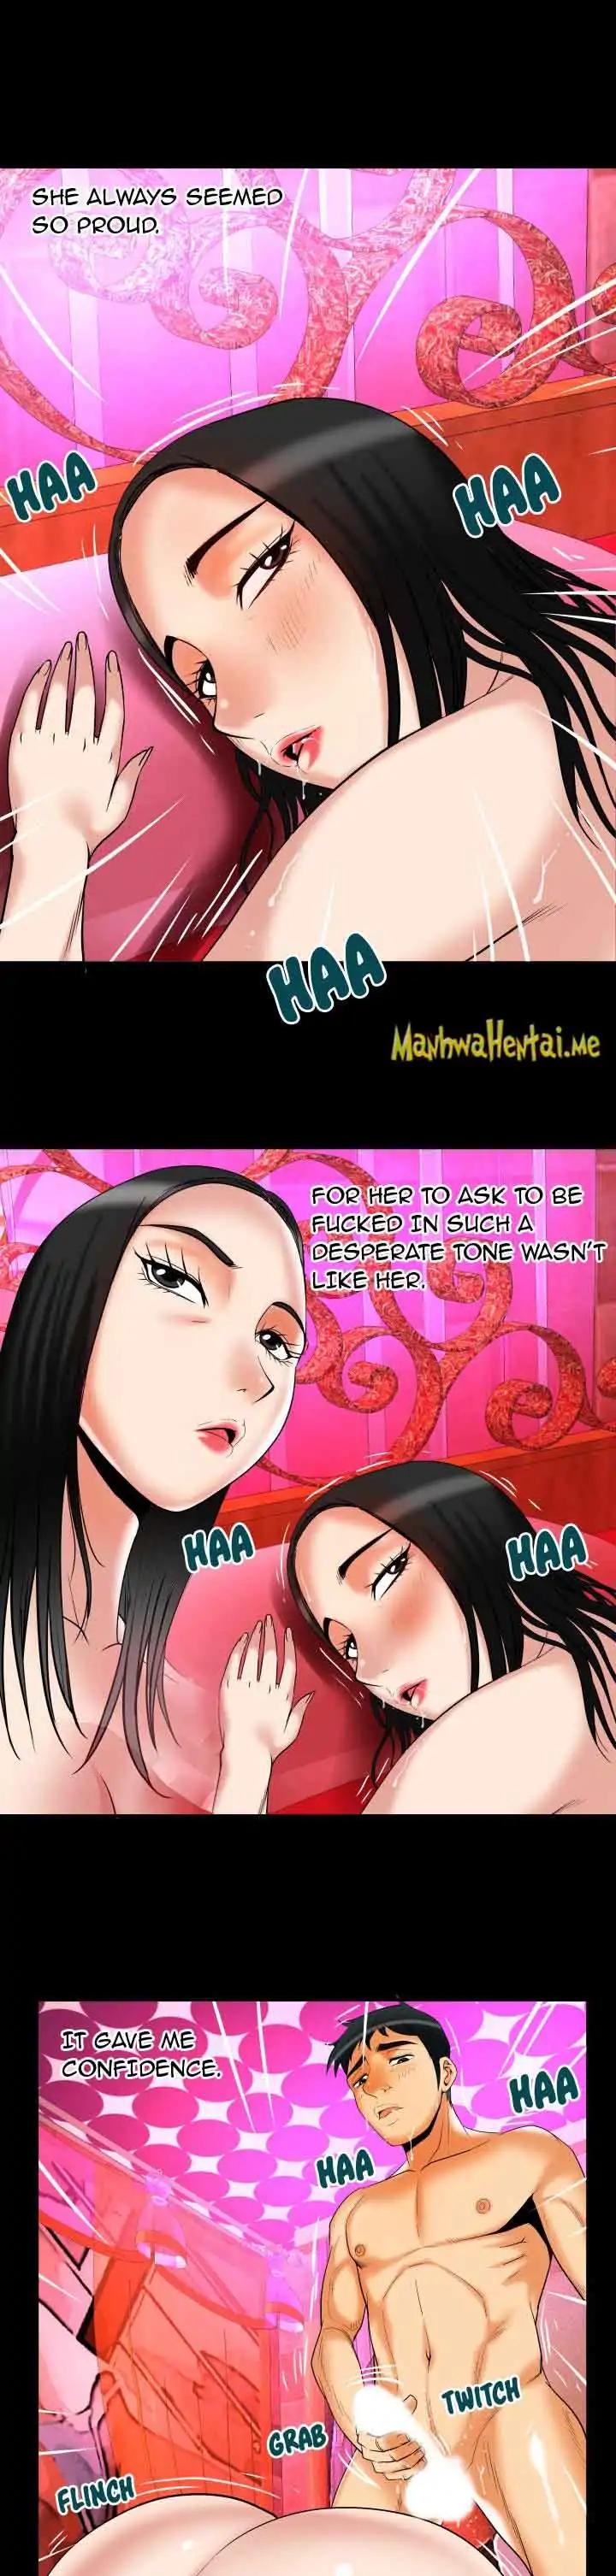 SHE ALWAYS SEEMED
SO PROUD.
HAA
HAA
HAA
ManhwaHentai.me
FOR HER TO ASK TO BE
FUCKED IN SUCH A
DESPERATE TONE WASN'T
LIKE HER.
HAA
HAA
IT GAVE ME
CONFIDENCE.
HAA
HAA
TWITCH
GRAB
FLINCH